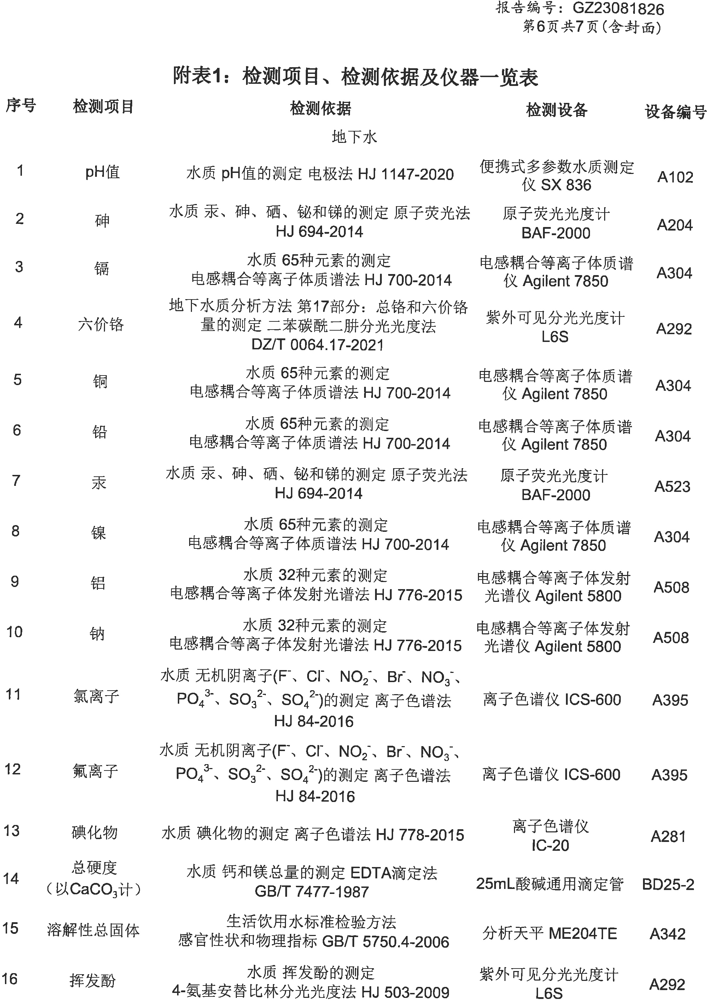 报告编号：GZ23081826
第6页共7页(含封面)
附表1：检测项目、检测依据及仪器一览表
序号 检测项目 检测依据 检测设备 设备编号
地下水
1 pH值 水质 pH值的测定 电极法 HJ 1147-2020 便携式多参数水质测定
仪 SX 836 A102
2 砷 水质 汞、砷、硒、铋和锑的测定 原子荧光法 原子荧光光度计 A204
HJ 694-2014 BAF-2000
3 镉 水质 65种元素的测定 电感耦合等离子体质谱 A304
电感耦合等离子体质谱法 HJ 700-2014 仪 Agilent 7850
4 六价铬 地下水质分析方法 第17部分：总铬和六价铬 紫外可见分光光度计 A292
量的测定 二苯碳酰二肼分光光度法 L6S
DZ/T 0064.17-2021
5 铜 水质 65种元素的测定 电感耦合等离子体质谱 A304
电感耦合等离子体质谱法 HJ 700-2014 仪 Agilent 7850
6 铅 水质 65种元素的测定 电感耦合等离子体质谱 A304
电感耦合等离子体质谱法 HJ 700-2014 仪 Agilent 7850
7 汞 水质 汞、砷、硒、铋和锑的测定 原子荧光法 原子荧光光度计 A523
HJ 694-2014 BAF-2000
8 镍 水质 65种元素的测定 电感耦合等离子体质谱 A304
电感耦合等离子体质谱法 HJ 700-2014 仪 Agilent 7850
9 铝 水质 32种元素的测定 电感耦合等离子体发射 A508
电感耦合等离子体发射光谱法 HJ 776-2015 光谱仪 Agilent 5800
10 钠 水质 32种元素的测定 电感耦合等离子体发射 A508
电感耦合等离子体发射光谱法 HJ 776-2015 光谱仪 Agilent 5800
11 氯离子 水质 无机阴离子(F⁻、Cl⁻、NO₂⁻、Br⁻、NO₃⁻、
PO₄³⁻、SO₃²⁻、SO₄²⁻)的测定 离子色谱法 离子色谱仪 ICS-600 A395
HJ 84-2016
12 氟离子 水质 无机阴离子(F⁻、Cl⁻、NO₂⁻、Br⁻、NO₃⁻、
PO₄³⁻、SO₃²⁻、SO₄²⁻)的测定 离子色谱法 离子色谱仪 ICS-600 A395
HJ 84-2016
13 碘化物 水质 碘化物的测定 离子色谱法 HJ 778-2015 离子色谱仪 A281
IC-20
14 总硬度 水质 钙和镁总量的测定 EDTA滴定法 25mL酸碱通用滴定管 BD25-2
（以CaCO₃计） GB/T 7477-1987
15 溶解性总固体 生活饮用水标准检验方法 分析天平 ME204TE A342
感官性状和物理指标 GB/T 5750.4-2006
16 挥发酚 水质 挥发酚的测定 紫外可见分光光度计 A292
4-氨基安替比林分光光度法 HJ 503-2009 L6S